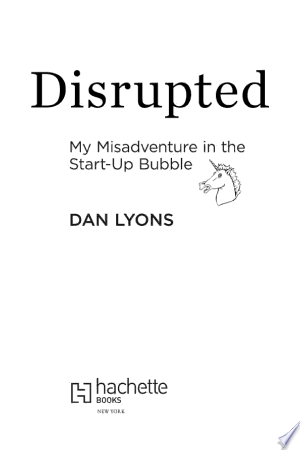 Disrupted
My Misadventure in the
Start-Up Bubble
DAN LYONS
hachette
BOOKS
NEW YORK